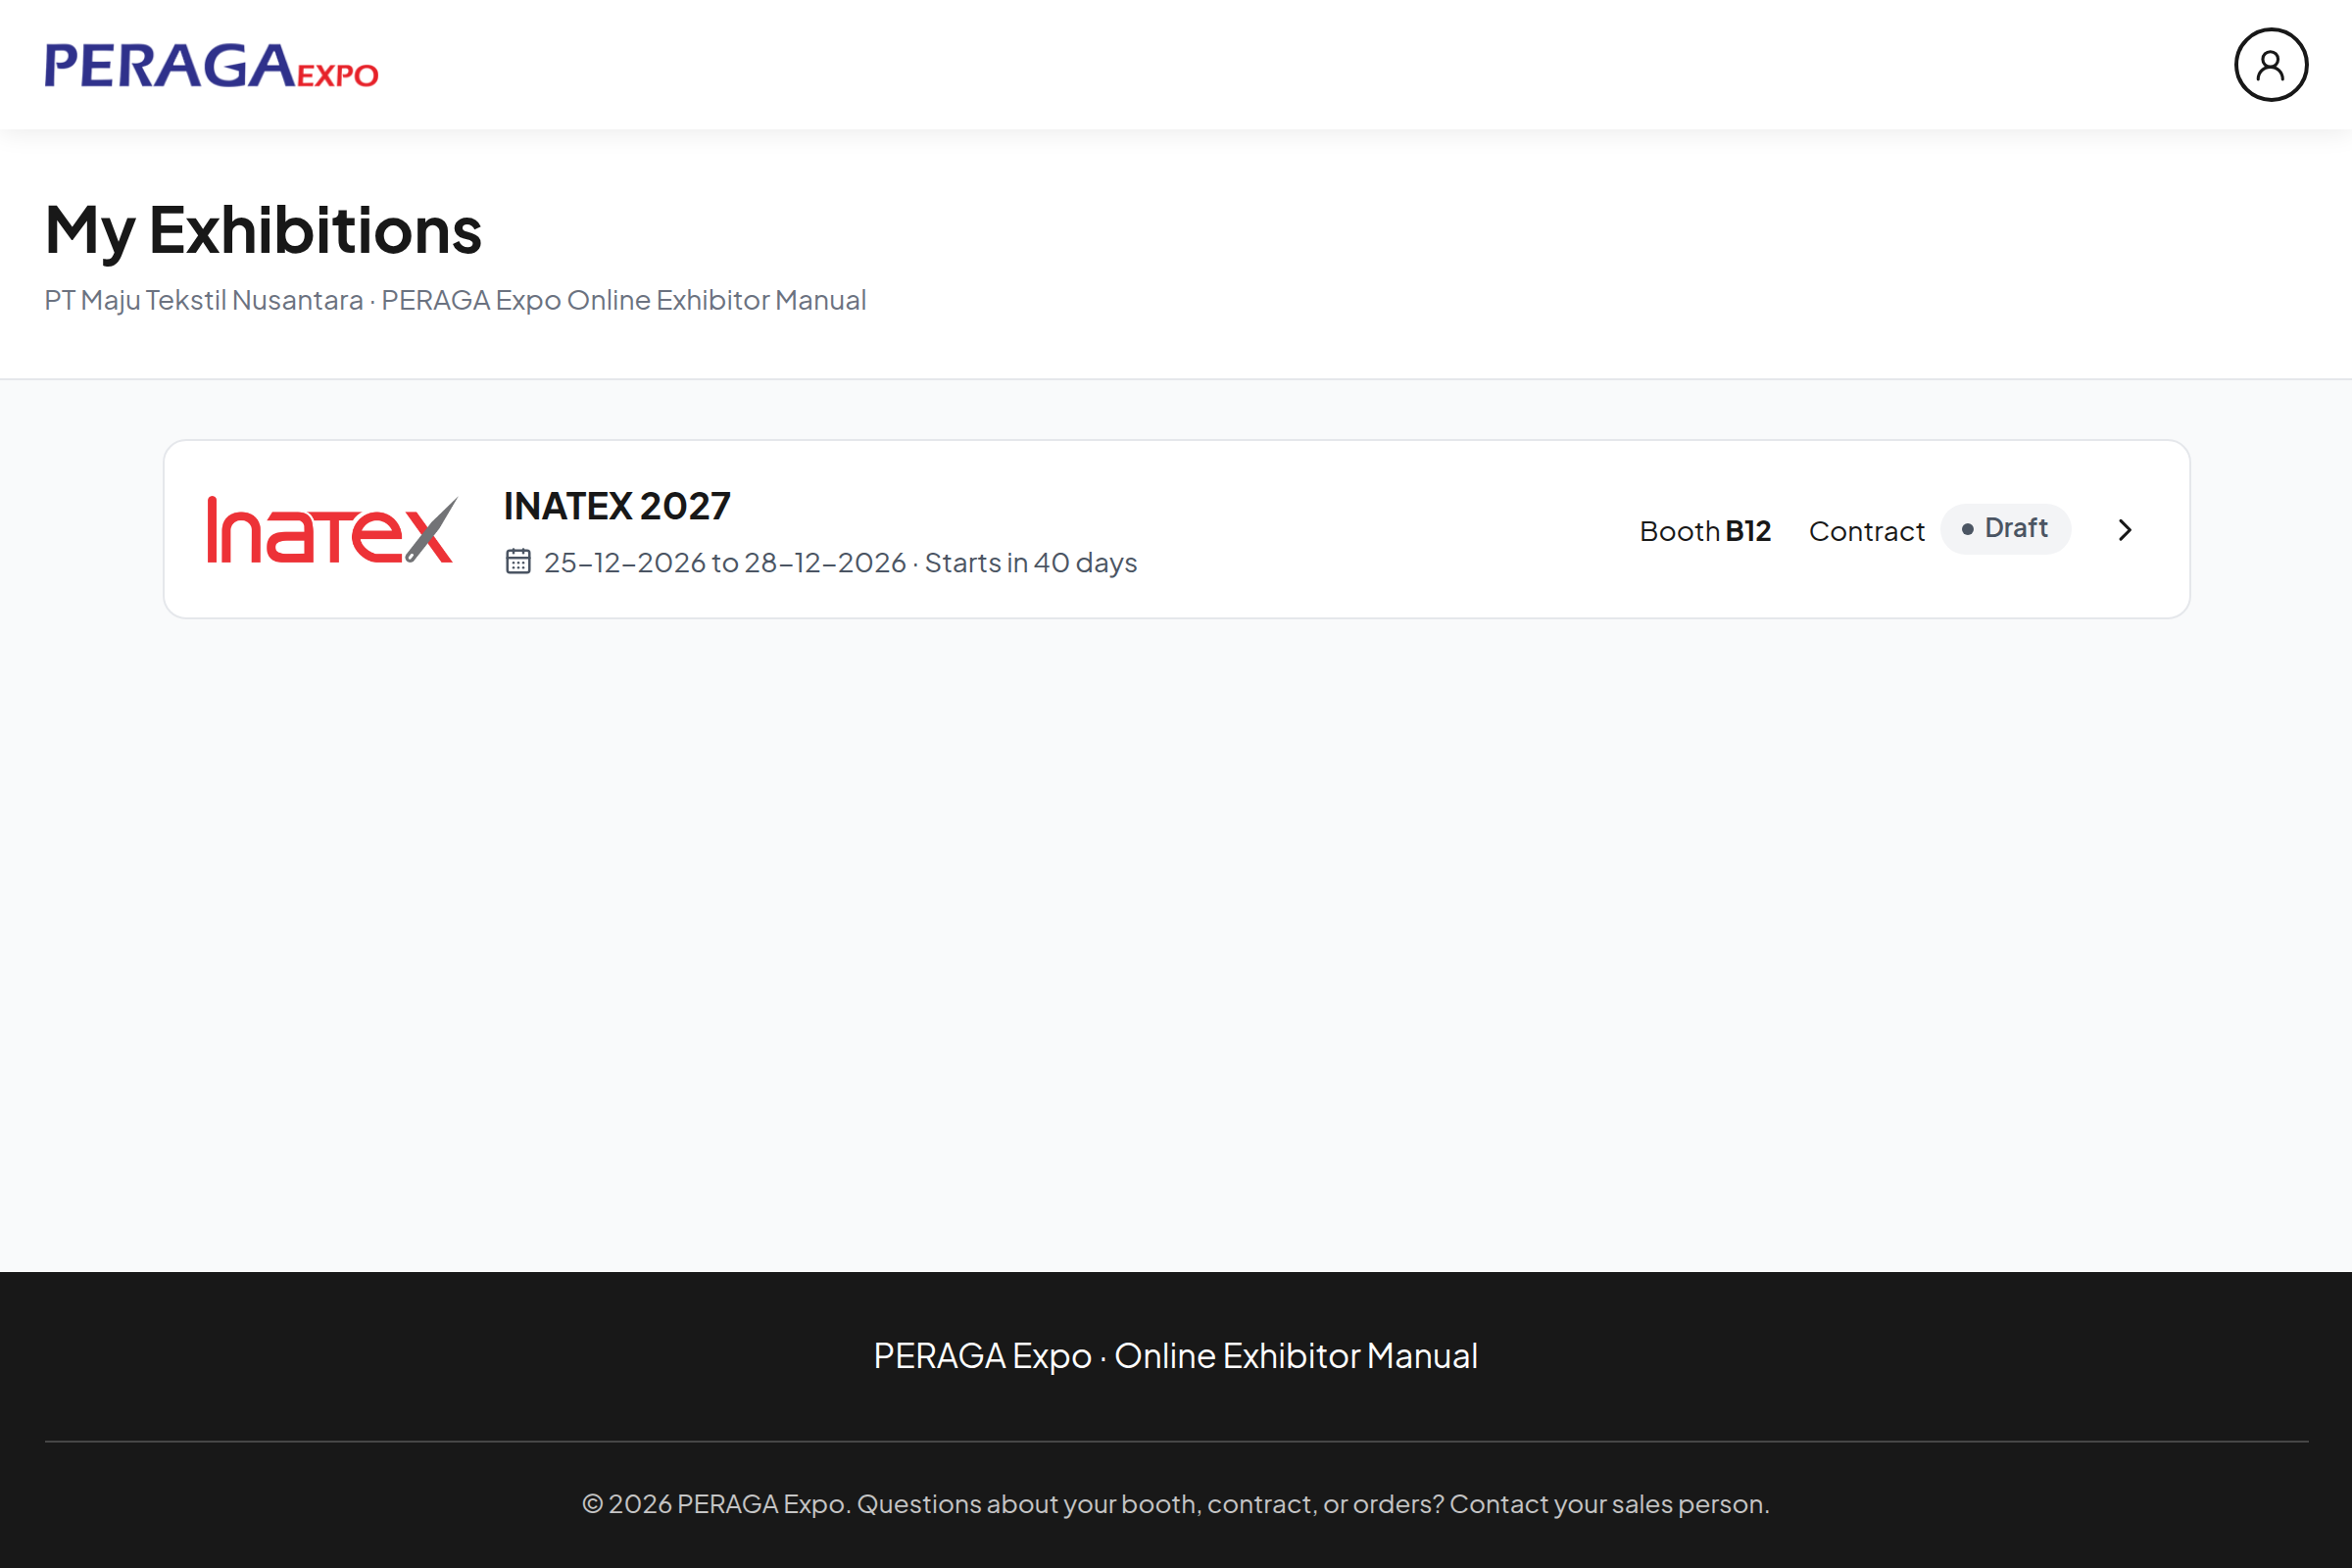 PERAGA EXPO
My Exhibitions
PT Maju Tekstil Nusantara · PERAGA Expo Online Exhibitor Manual
Inatex
INATEX 2027
25-12-2026 to 28-12-2026 · Starts in 40 days
Booth B12 Contract Draft
PERAGA Expo · Online Exhibitor Manual
© 2026 PERAGA Expo. Questions about your booth, contract, or orders? Contact your sales person.